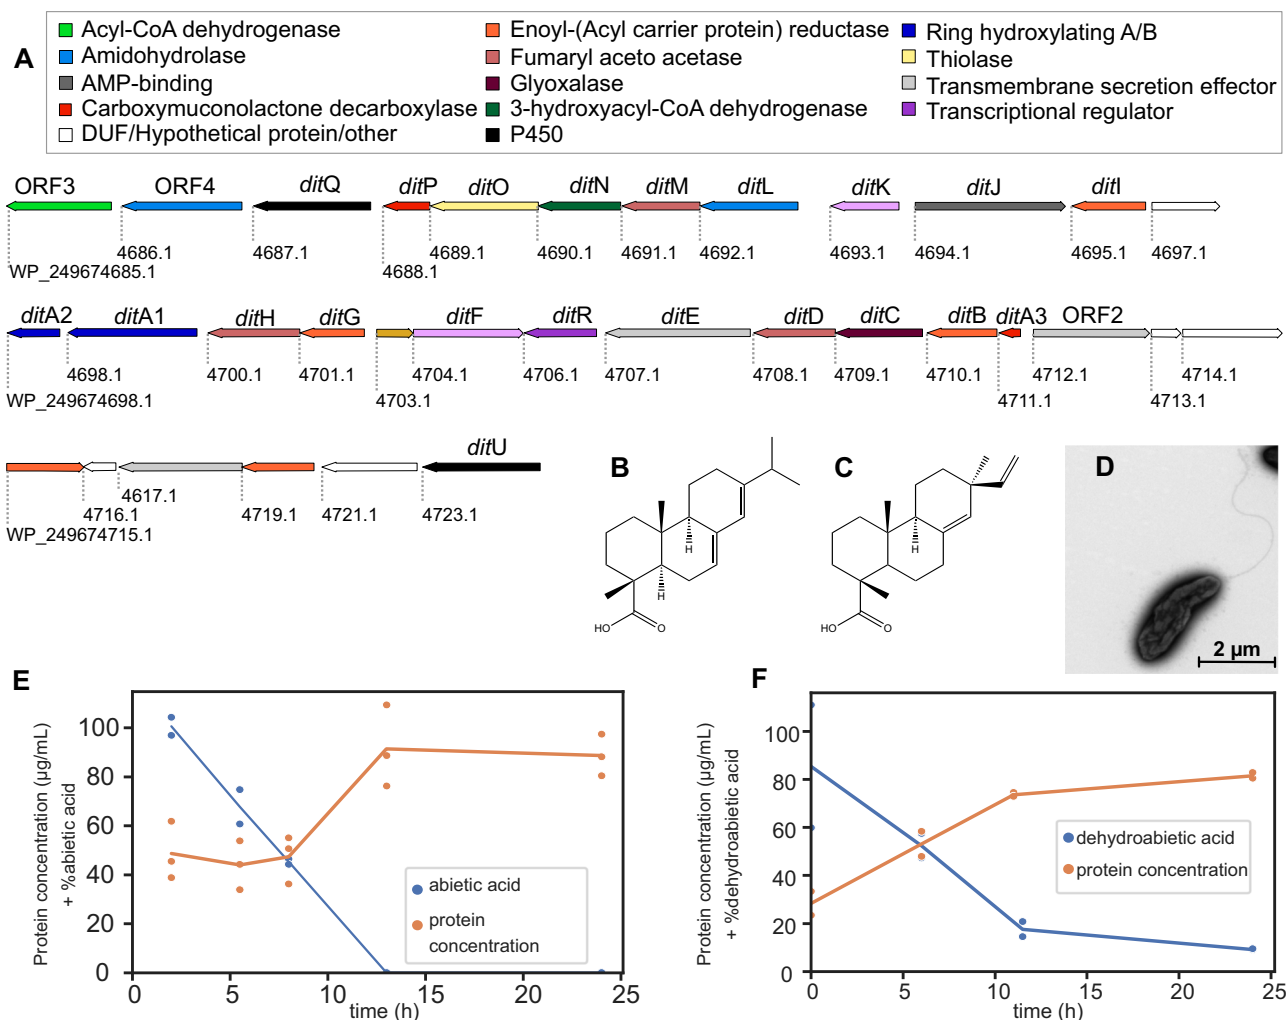 A
Acyl-CoA dehydrogenase
Amidohydrolase
AMP-binding
Carboxymuconolactone decarboxylase
DUF/Hypothetical protein/other
Enoyl-(Acyl carrier protein) reductase
Fumaryl aceto acetase
Glyoxalase
3-hydroxyacyl-CoA dehydrogenase
P450
Ring hydroxylating A/B
Thiolase
Transmembrane secretion effector
Transcriptional regulator
ORF3 ORF4 ditQ ditP ditO ditN ditM ditL ditK ditJ ditI
4686.1 4687.1 4689.1 4690.1 4691.1 4692.1 4693.1 4694.1 4695.1 4697.1
WP_249674685.1 4688.1
ditA2 ditA1 ditH ditG ditF ditR ditE ditD ditC ditB ditA3 ORF2
4698.1 4700.1 4701.1 4704.1 4706.1 4707.1 4708.1 4709.1 4710.1 4712.1 4714.1
WP_249674698.1 4703.1 4711.1 4713.1
ditU
4617.1
4716.1 4719.1 4721.1 4723.1
WP_249674715.1
B
H
H
HO
O
C
H
HO
O
D
2 µm
E
Protein concentration (µg/mL)
+ %abietic acid
100
80
60
40
20
0
0 5 10 15 20 25
time (h)
abietic acid
protein
concentration
F
Protein concentration (µg/mL)
+ %dehydroabietic acid
100
80
60
40
20
0
0 5 10 15 20 25
time (h)
dehydroabietic acid
protein concentration